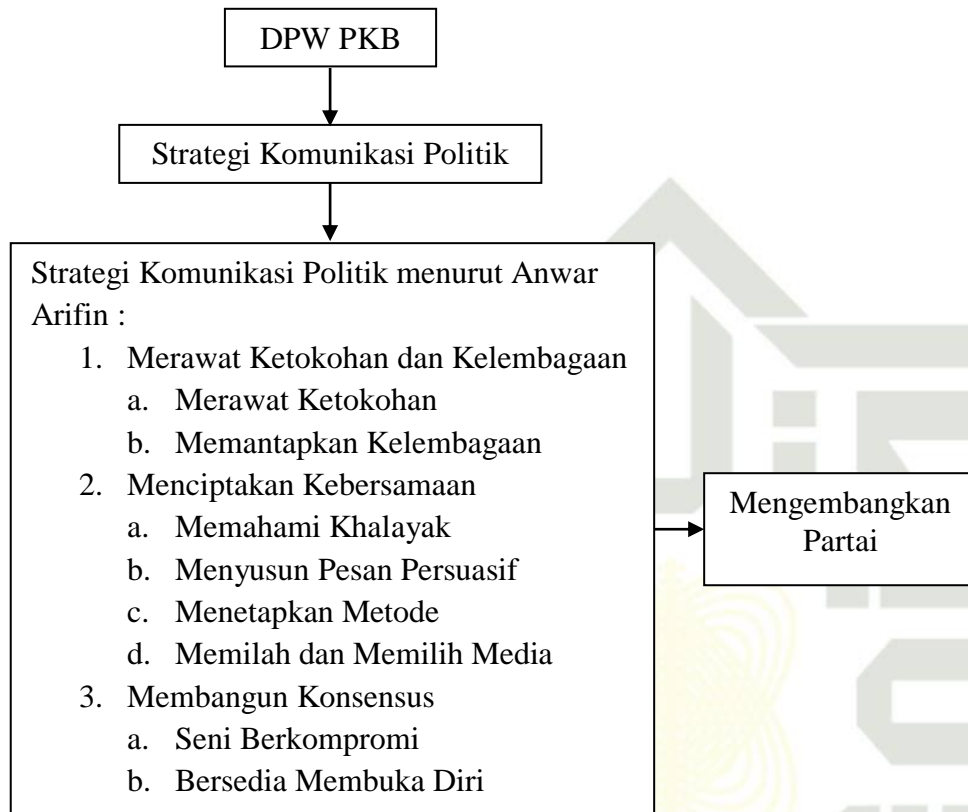 DPW PKB
Strategi Komunikasi Politik
Strategi Komunikasi Politik menurut Anwar
Arifin :
1. Merawat Ketokohan dan Kelembagaan
a. Merawat Ketokohan
b. Memantapkan Kelembagaan
2. Menciptakan Kebersamaan
a. Memahami Khalayak
b. Menyusun Pesan Persuasif
c. Menetapkan Metode
d. Memilah dan Memilih Media
3. Membangun Konsensus
a. Seni Berkompromi
b. Bersedia Membuka Diri
Mengembangkan
Partai